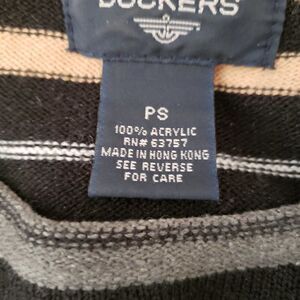 DOCKERS
PS
100% ACRYLIC
RN# 63757
MADE IN HONG KONG
SEE REVERSE
FOR CARE